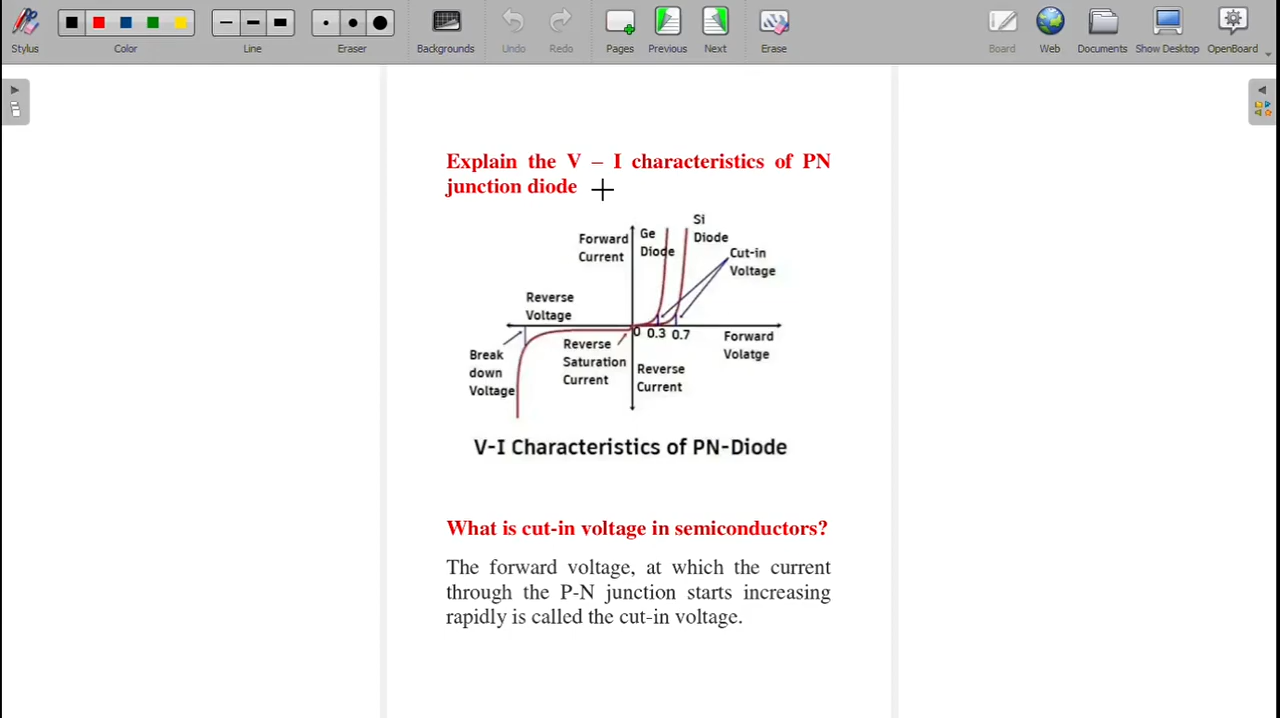 Stylus
Color
Line
Eraser
Backgrounds
Undo
Redo
Pages
Previous
Next
Erase
Board
Web
Documents
Show Desktop
OpenBoard
Explain the V – I characteristics of PN
junction diode
Forward
Current
Ge
Diode
Si
Diode
Cut-in
Voltage
Reverse
Voltage
0 0.3 0.7
Break
down
Voltage
Reverse
Saturation
Current
Reverse
Current
Forward
Volatge
V-I Characteristics of PN-Diode
What is cut-in voltage in semiconductors?
The forward voltage, at which the current
through the P-N junction starts increasing
rapidly is called the cut-in voltage.